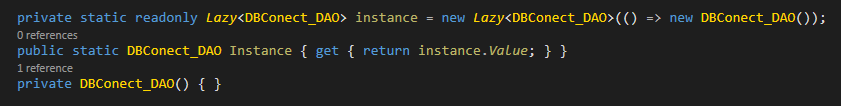 private static readonly Lazy<DBConect_DAO> instance = new Lazy<DBConect_DAO>(() => new DBConect_DAO());
0 references
public static DBConect_DAO Instance { get { return instance.Value; } }
1 reference
private DBConect_DAO() { }